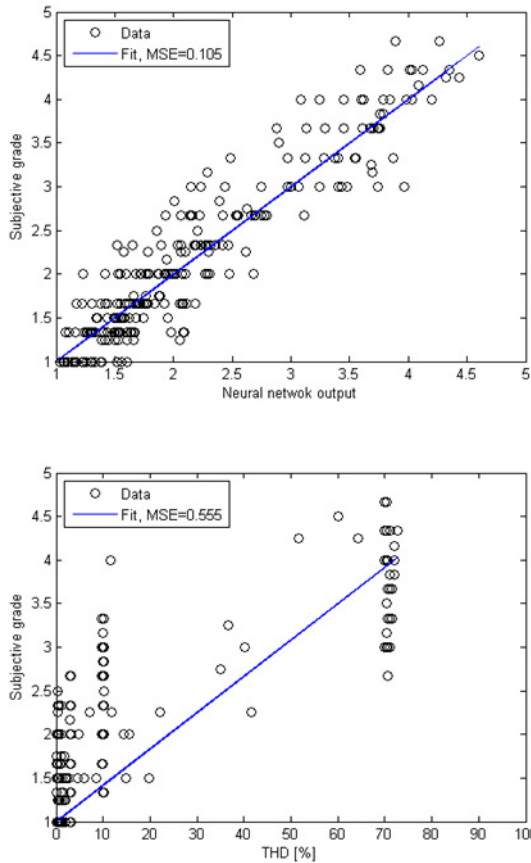 5
4.5
4
3.5
3
2.5
2
1.5
1
Subjective grade
Data
Fit, MSE=0.105
1 1.5 2 2.5 3 3.5 4 4.5 5
Neural netwok output
5
4.5
4
3.5
3
2.5
2
1.5
1
Subjective grade
Data
Fit, MSE=0.555
0 10 20 30 40 50 60 70 80 90 100
THD [%]